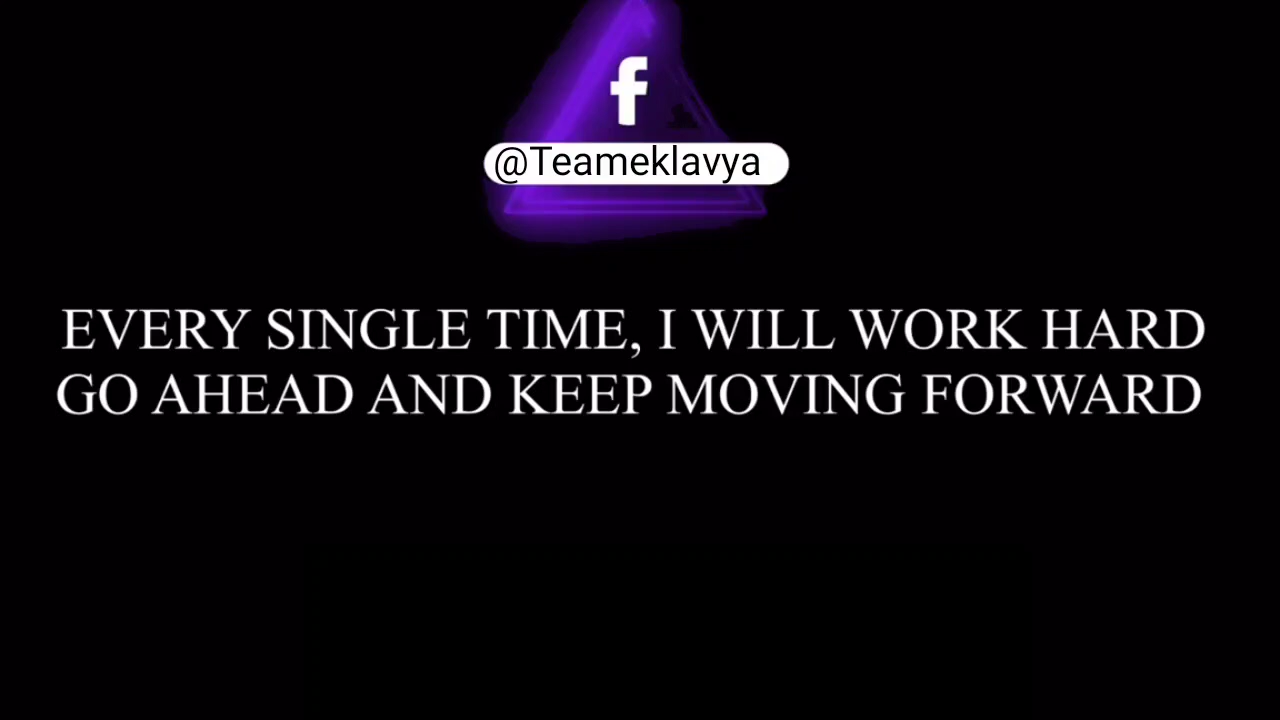 f
@Teameklavya
EVERY SINGLE TIME, I WILL WORK HARD
GO AHEAD AND KEEP MOVING FORWARD